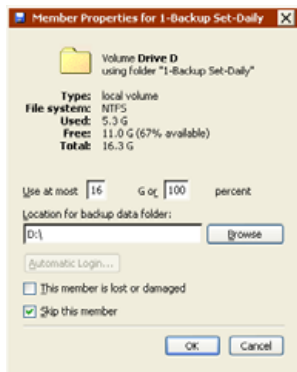 Member Properties for 1-Backup Set-Daily
Volume Drive D
using folder "1-Backup Set-Daily"
Type: local volume
File system: NTFS
Used: 5.3 G
Free: 11.0 G (67% available)
Total: 16.3 G
Use at most 16 G or 100 percent
Location for backup data folder:
D:\ Browse
Automatic Login...
This member is lost or damaged
Skip this member
OK Cancel